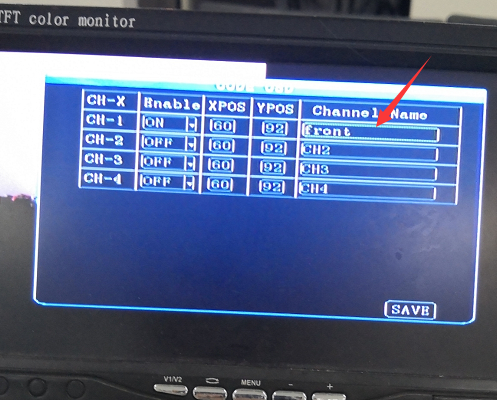 TFT color monitor
CH-X Enable XPOS YPOS Channel Name
CH-1 ON [60] [92] front
CH-2 OFF [60] [92] CH2
CH-3 OFF [60] [92] CH3
CH-4 OFF [60] [92] CH4
SAVE
V1/V2 MENU - +